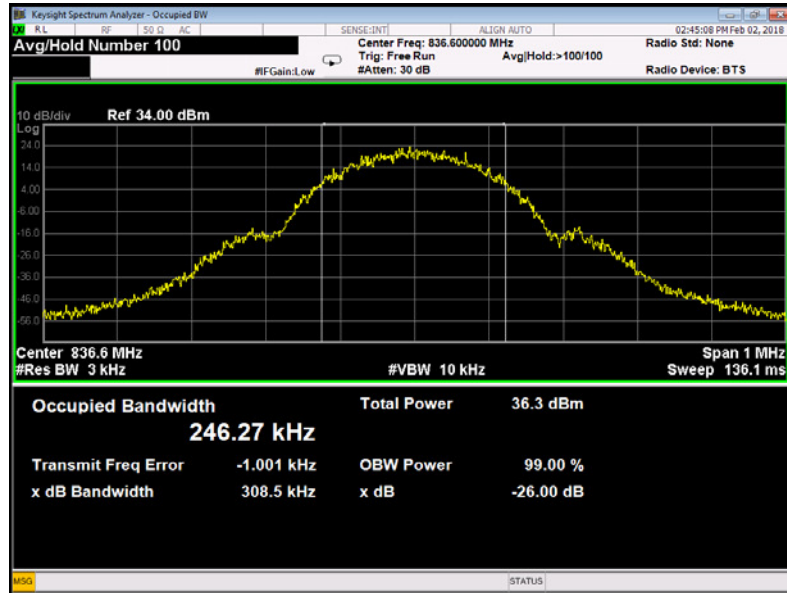 Keysight Spectrum Analyzer - Occupied BW
RL RF 50 Ω AC SENSE:INT ALIGN AUTO 02:45:08 PM Feb 02, 2018
Avg/Hold Number 100 Center Freq: 836.600000 MHz Radio Std: None
Trig: Free Run Avg|Hold:>100/100
#IFGain:Low #Atten: 30 dB Radio Device: BTS
10 dB/div Ref 34.00 dBm
Log
24.0
14.0
4.00
-6.00
-16.0
-26.0
-36.0
-46.0
-56.0
Center 836.6 MHz Span 1 MHz
#Res BW 3 kHz #VBW 10 kHz Sweep 136.1 ms
Occupied Bandwidth Total Power 36.3 dBm
246.27 kHz
Transmit Freq Error -1.001 kHz OBW Power 99.00 %
x dB Bandwidth 308.5 kHz x dB -26.00 dB
MSG STATUS